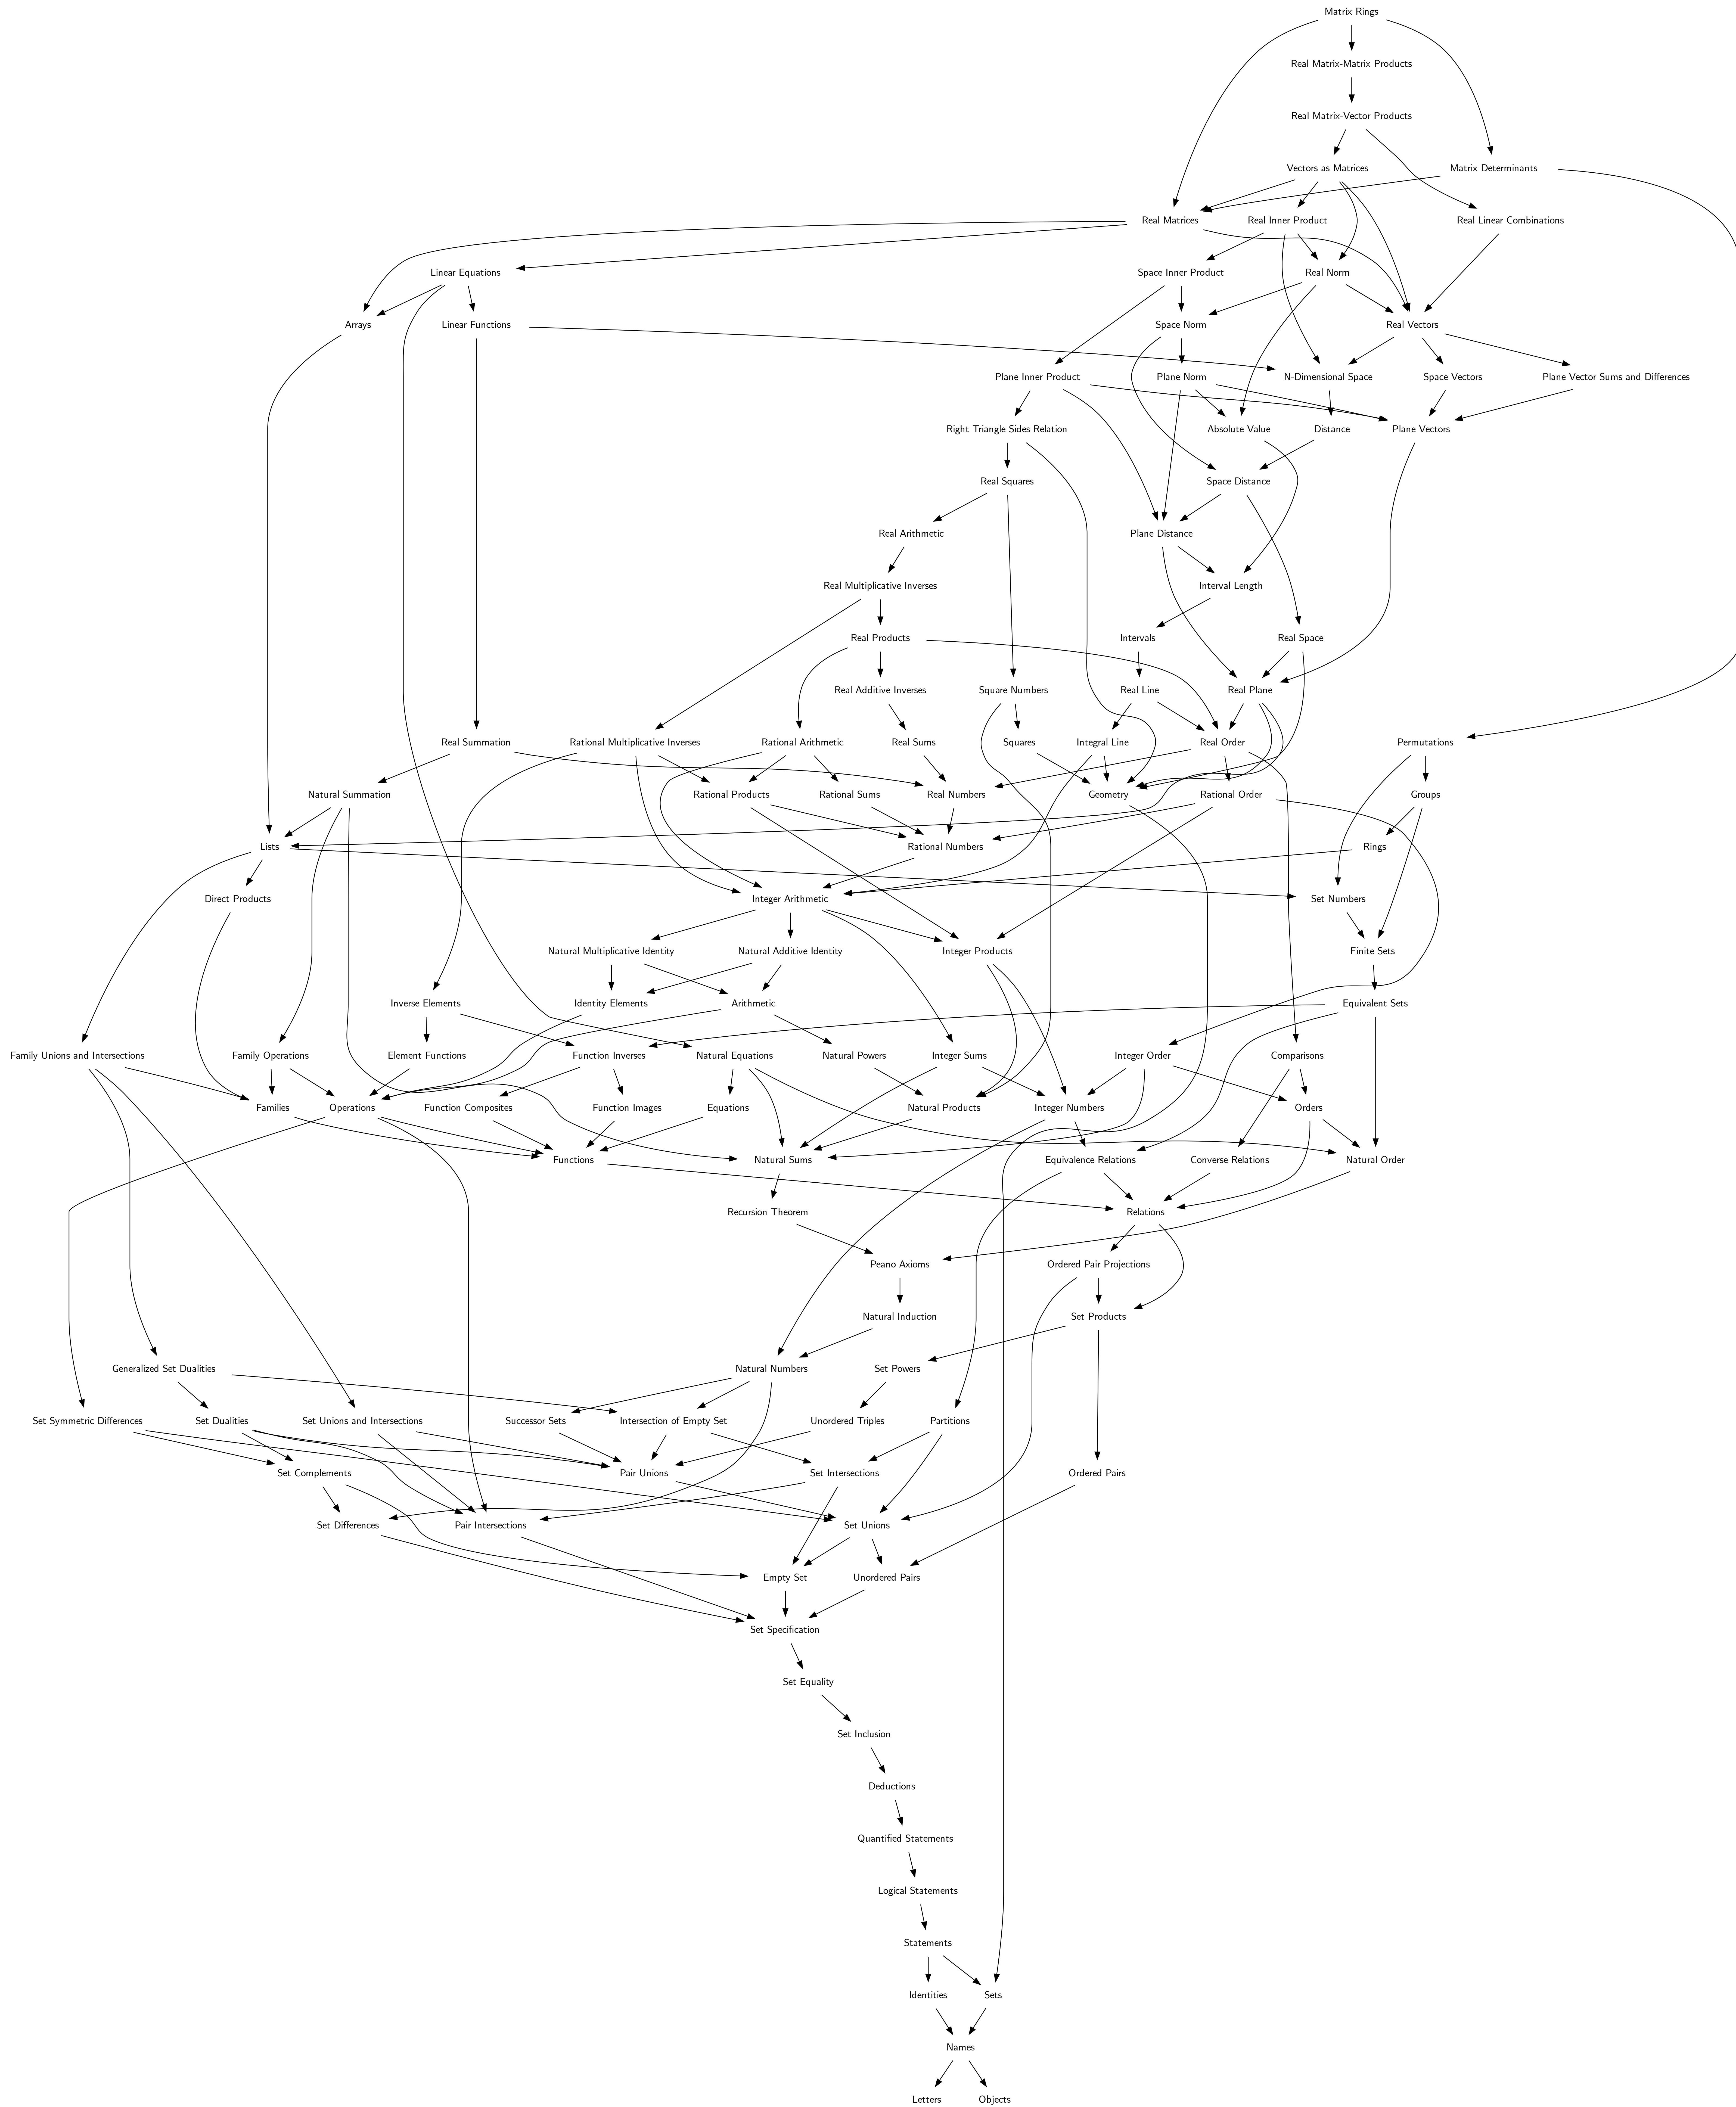 Matrix Rings
Real Matrix-Matrix Products
Real Matrix-Vector Products
Vectors as Matrices
Matrix Determinants
Real Matrices
Real Inner Product
Real Linear Combinations
Linear Equations
Space Inner Product
Real Norm
Arrays
Linear Functions
Space Norm
Real Vectors
Plane Inner Product
Plane Norm
N-Dimensional Space
Space Vectors
Plane Vector Sums and Differences
Right Triangle Sides Relation
Absolute Value
Distance
Plane Vectors
Real Squares
Space Distance
Real Arithmetic
Plane Distance
Real Multiplicative Inverses
Interval Length
Real Products
Intervals
Real Space
Real Additive Inverses
Square Numbers
Real Line
Real Plane
Real Summation
Rational Multiplicative Inverses
Rational Arithmetic
Real Sums
Squares
Integral Line
Real Order
Permutations
Natural Summation
Rational Products
Rational Sums
Real Numbers
Geometry
Rational Order
Groups
Lists
Rational Numbers
Rings
Direct Products
Integer Arithmetic
Set Numbers
Natural Multiplicative Identity
Natural Additive Identity
Integer Products
Finite Sets
Inverse Elements
Identity Elements
Arithmetic
Equivalent Sets
Family Unions and Intersections
Family Operations
Element Functions
Function Inverses
Natural Equations
Natural Powers
Integer Sums
Integer Order
Comparisons
Families
Operations
Function Composites
Function Images
Equations
Natural Products
Integer Numbers
Orders
Functions
Natural Sums
Equivalence Relations
Converse Relations
Natural Order
Recursion Theorem
Relations
Peano Axioms
Ordered Pair Projections
Natural Induction
Set Products
Generalized Set Dualities
Natural Numbers
Set Powers
Set Symmetric Differences
Set Dualities
Set Unions and Intersections
Successor Sets
Intersection of Empty Set
Unordered Triples
Partitions
Set Complements
Pair Unions
Set Intersections
Ordered Pairs
Set Differences
Pair Intersections
Set Unions
Empty Set
Unordered Pairs
Set Specification
Set Equality
Set Inclusion
Deductions
Quantified Statements
Logical Statements
Statements
Identities
Sets
Names
Letters
Objects